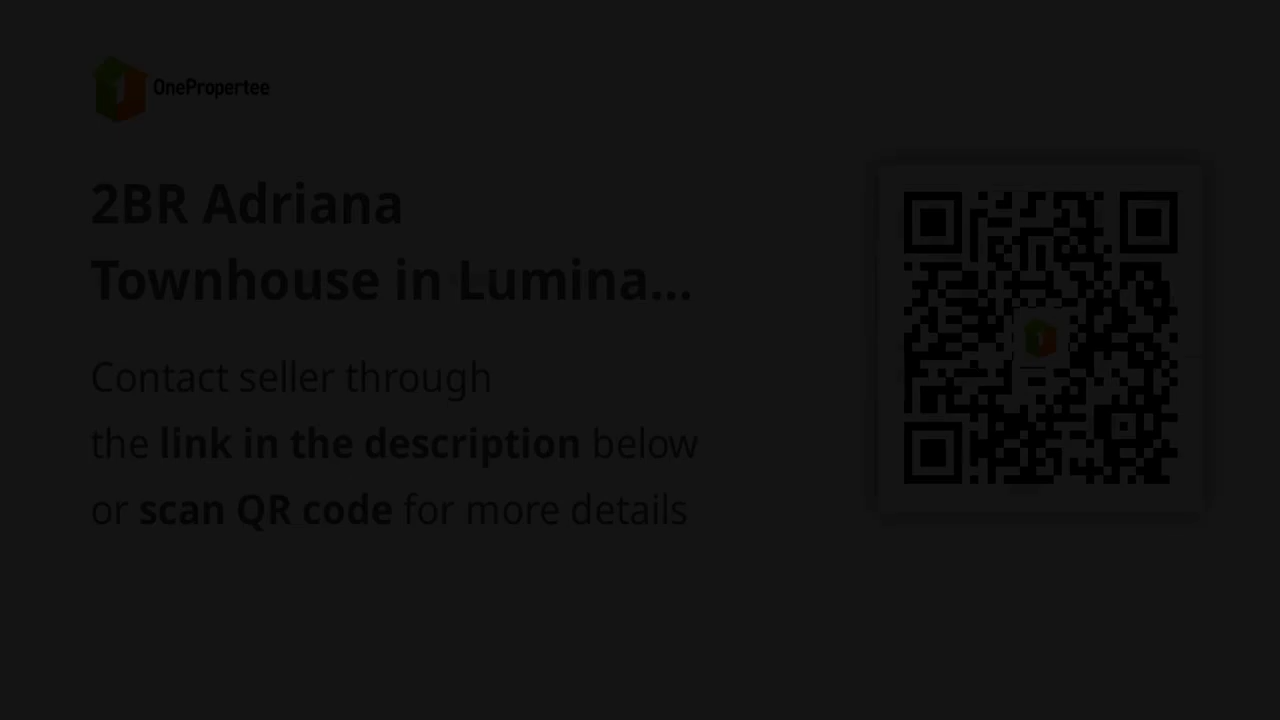 OnePropertee
2BR Adriana
Townhouse in Lumina...
Contact seller through
the link in the description below
or scan QR code for more details